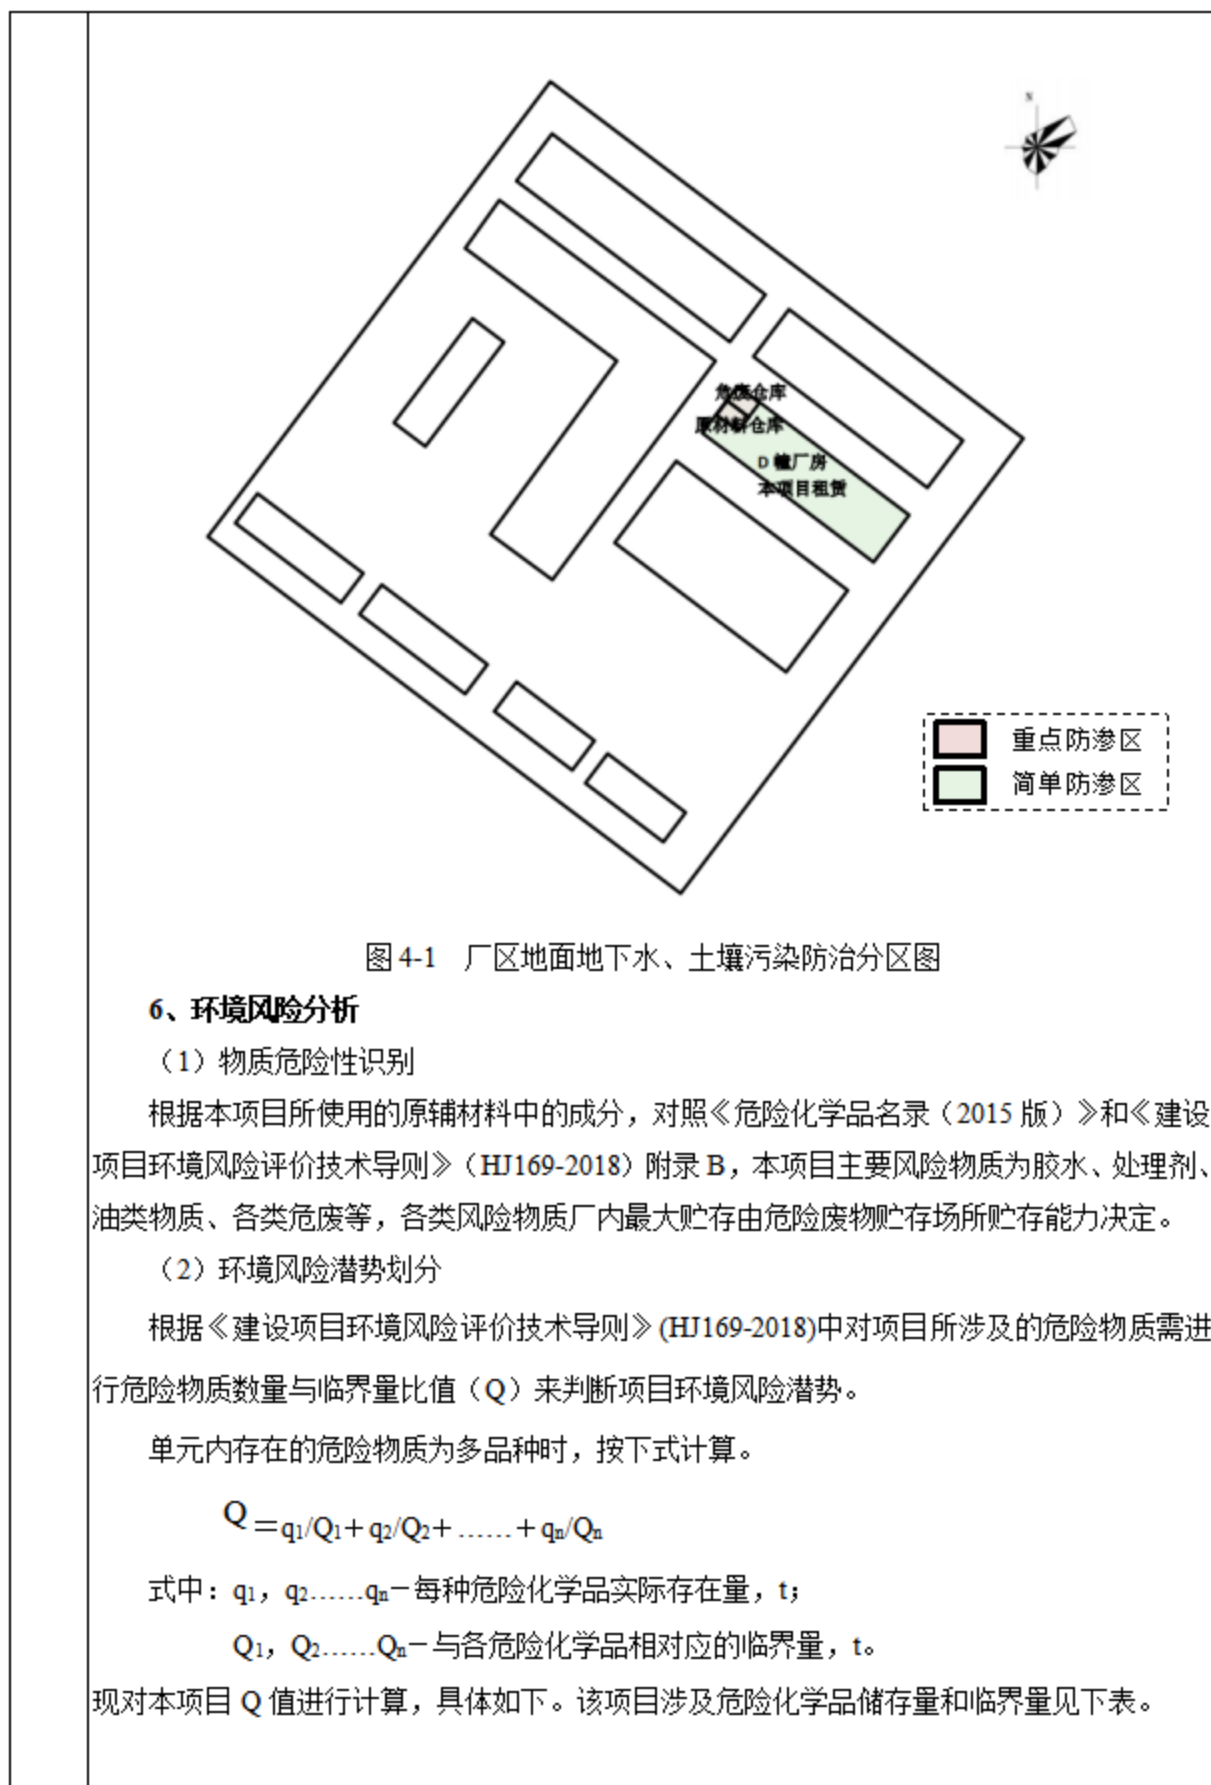 N
危废仓库
原材料仓库
D 幢厂房
本项目租赁
重点防渗区
简单防渗区
图 4-1 厂区地面地下水、土壤污染防治分区图
6、环境风险分析
（1）物质危险性识别
根据本项目所使用的原辅材料中的成分，对照《危险化学品名录（2015 版）》和《建设
项目环境风险评价技术导则》（HJ169-2018）附录 B，本项目主要风险物质为胶水、处理剂、
油类物质、各类危废等，各类风险物质厂内最大贮存由危险废物贮存场所贮存能力决定。
（2）环境风险潜势划分
根据《建设项目环境风险评价技术导则》(HJ169-2018)中对项目所涉及的危险物质需进
行危险物质数量与临界量比值（Q）来判断项目环境风险潜势。
单元内存在的危险物质为多品种时，按下式计算。
Q＝q1/Q1＋q2/Q2＋……＋qn/Qn
式中：q1，q2……qn－每种危险化学品实际存在量，t；
Q1，Q2……Qn－与各危险化学品相对应的临界量，t。
现对本项目 Q 值进行计算，具体如下。该项目涉及危险化学品储存量和临界量见下表。